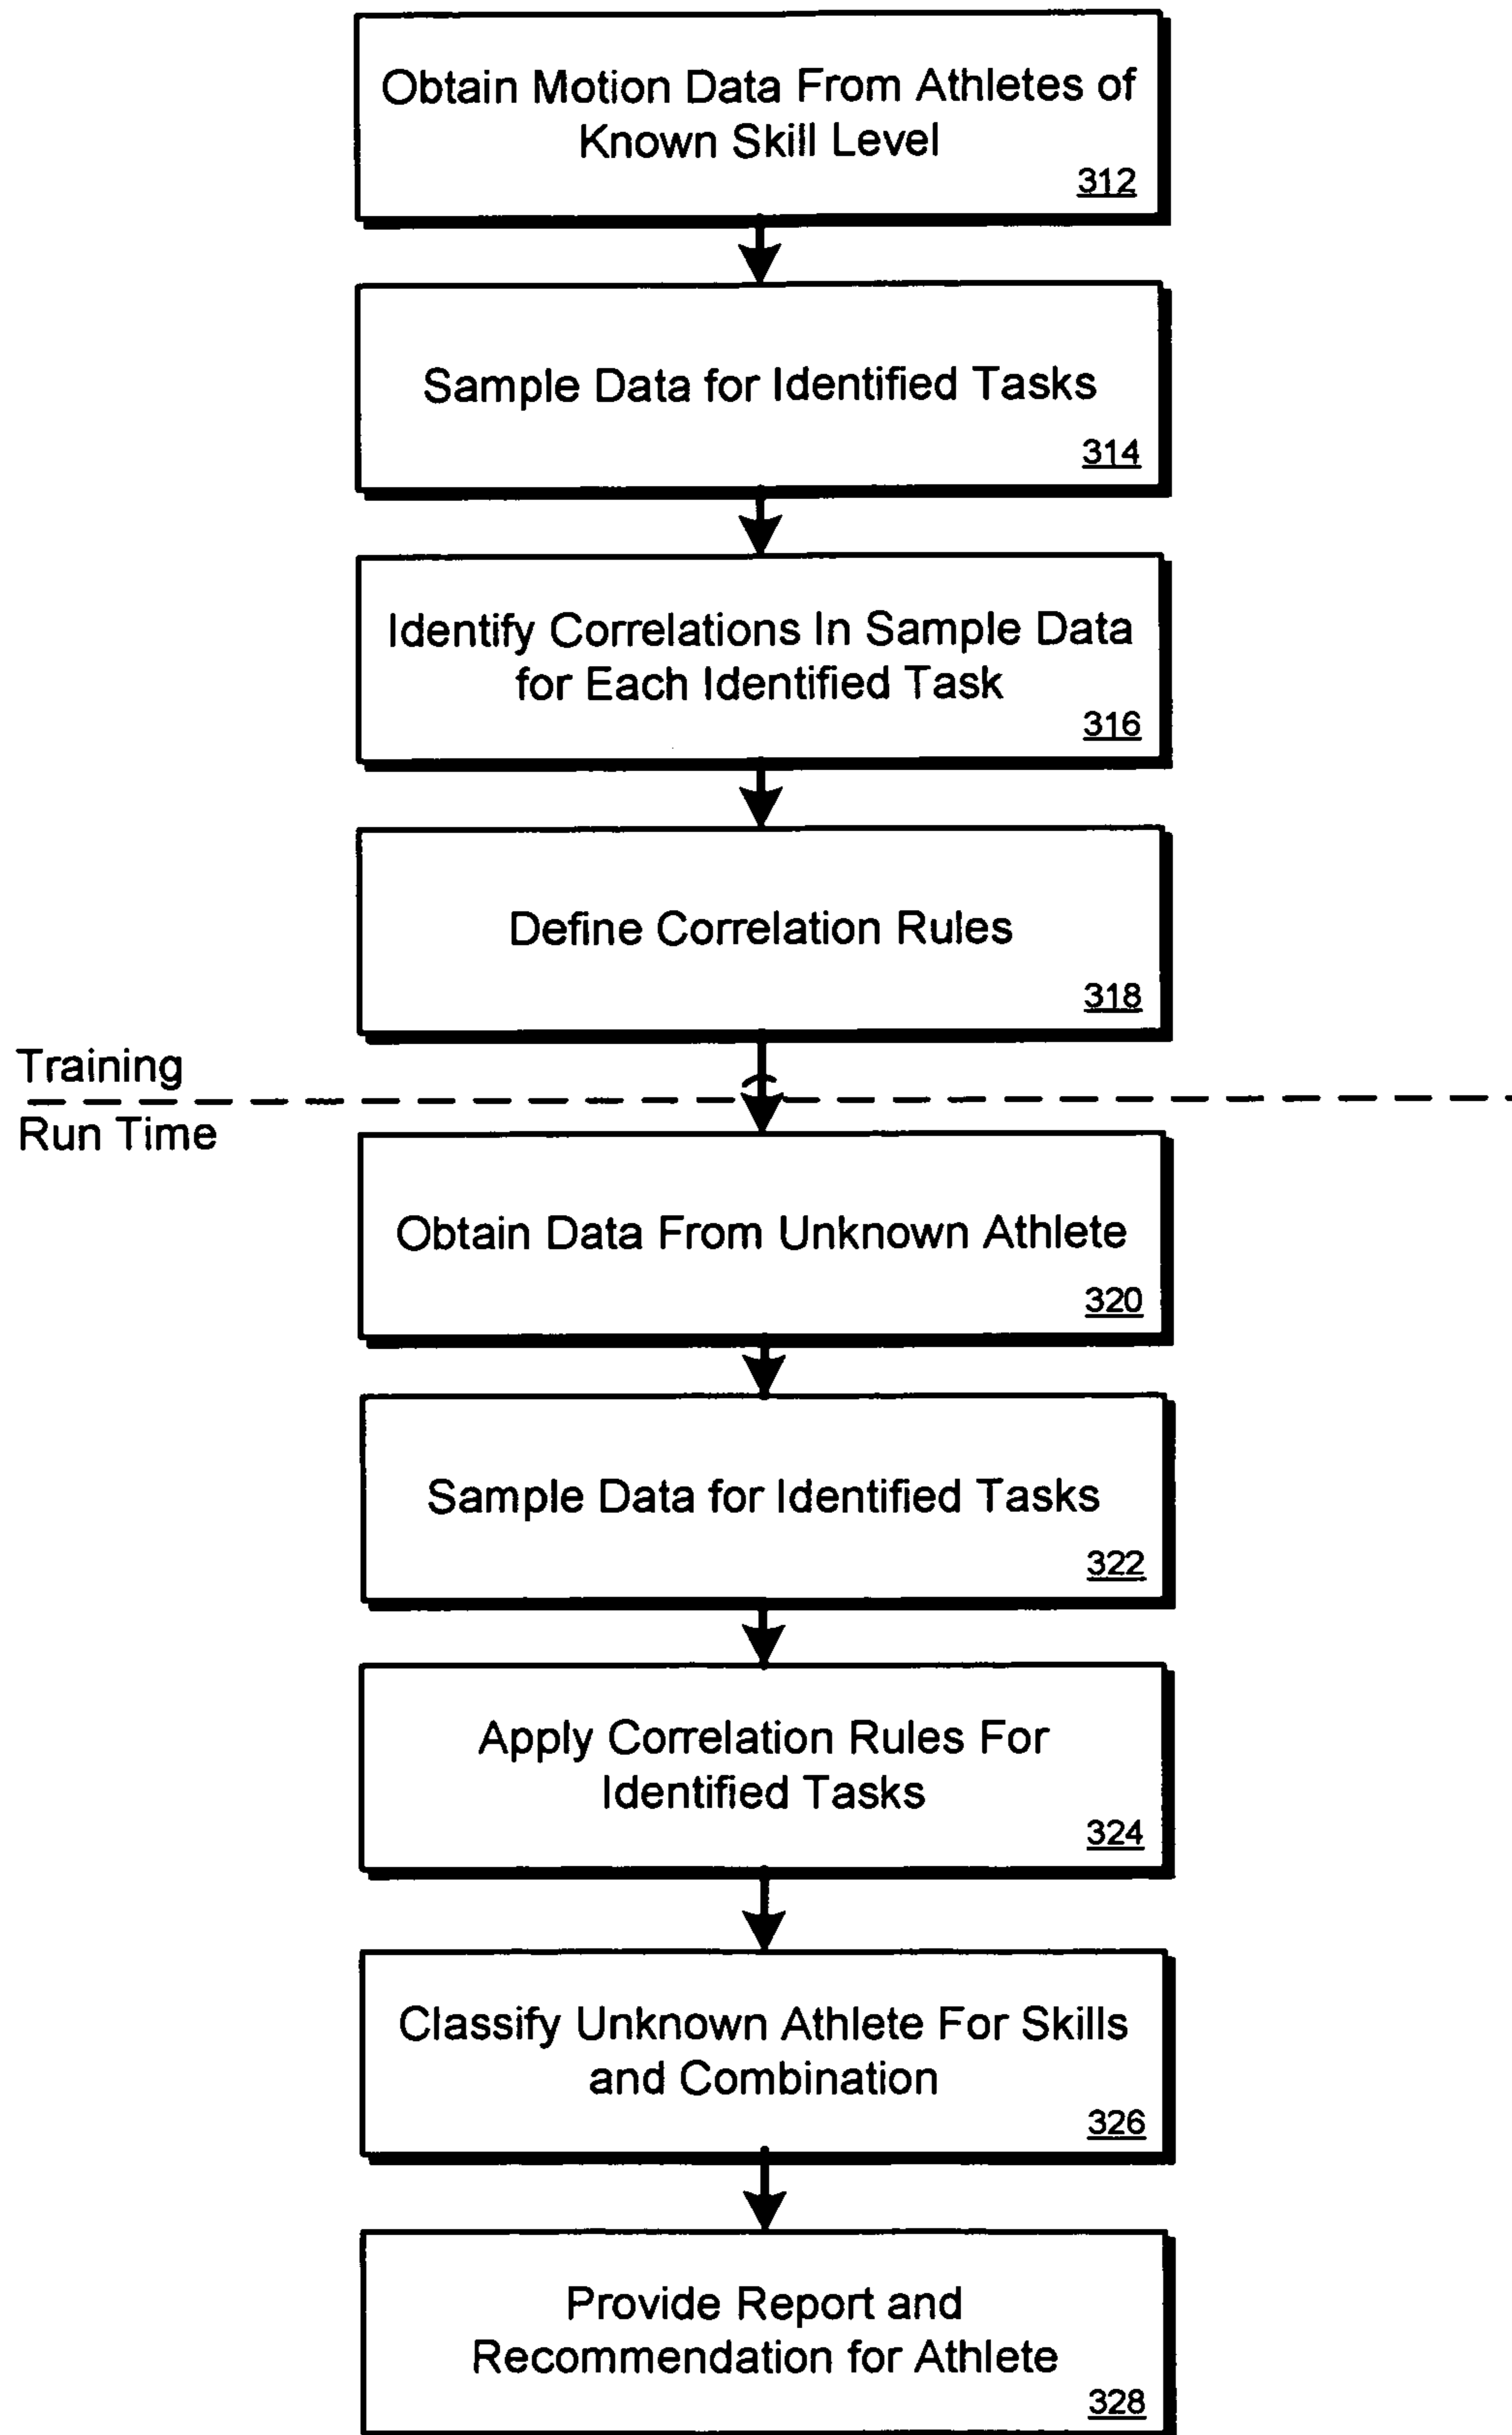 Obtain Motion Data From Athletes of
Known Skill Level
312
Sample Data for Identified Tasks
314
Identify Correlations In Sample Data
for Each Identified Task
316
Define Correlation Rules
318
Training
Run Time
Obtain Data From Unknown Athlete
320
Sample Data for Identified Tasks
322
Apply Correlation Rules For
Identified Tasks
324
Classify Unknown Athlete For Skills
and Combination
326
Provide Report and
Recommendation for Athlete
328